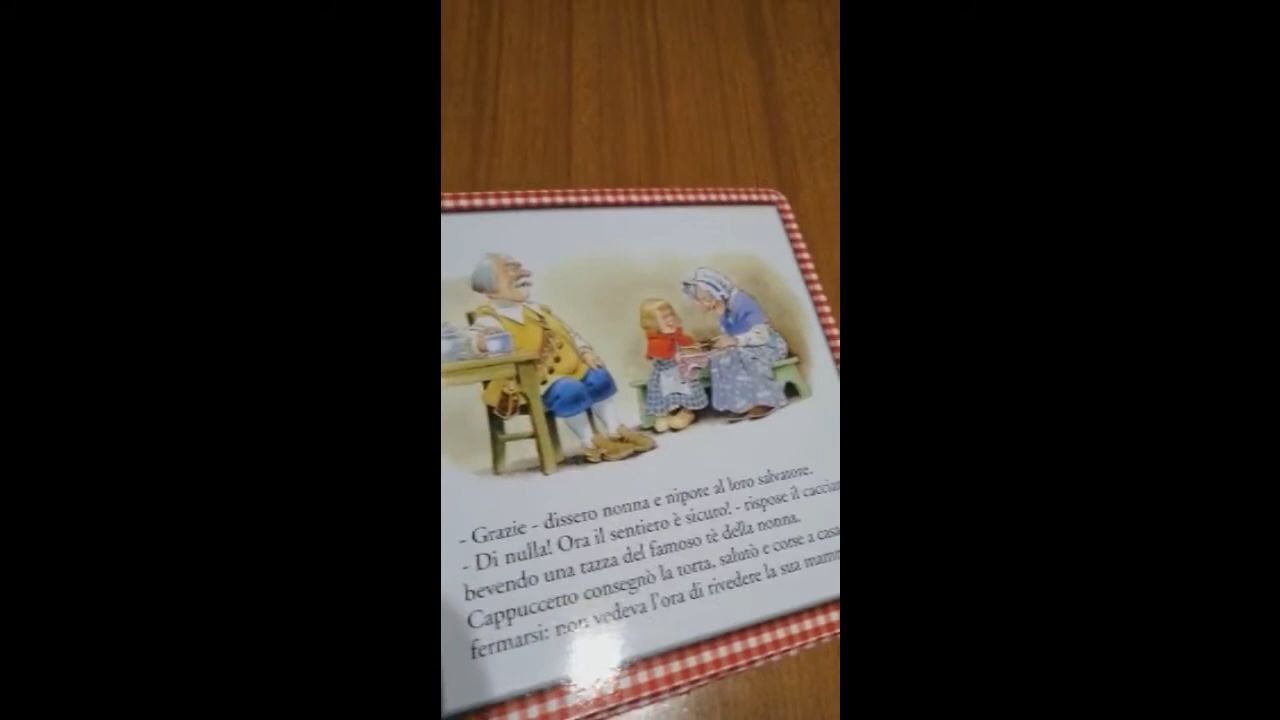 - Grazie - dissero nonna e nipote al loro salvatore.
- Di nulla! Ora il sentiero è sicuro! - rispose il
bevendo una tazza del famoso tè della nonna.
Cappuccetto consegnò la torta, salutò e corse a casa
fermarsi: non vedeva l'ora di rivedere la sua